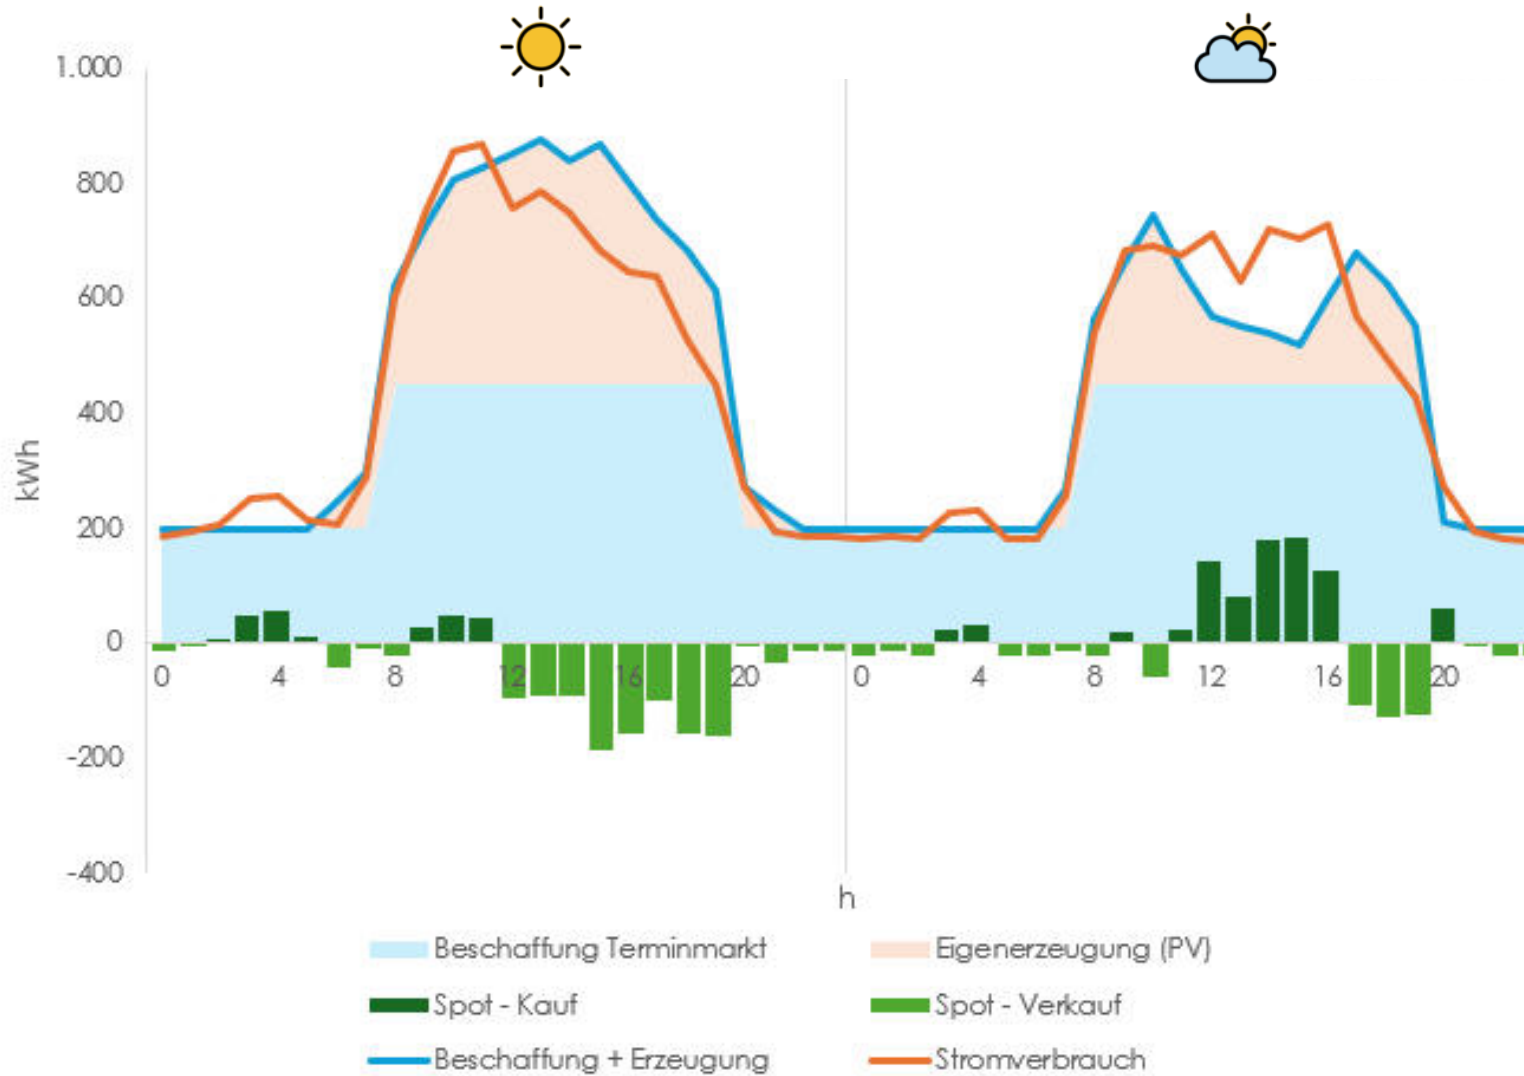 1.000
800
600
400
200
0
-200
-400
kWh
0 4 8 12 16 20 0 4 8 12 16 20
h
Beschaffung Terminmarkt Eigenerzeugung (PV)
Spot - Kauf Spot - Verkauf
Beschaffung + Erzeugung Stromverbrauch